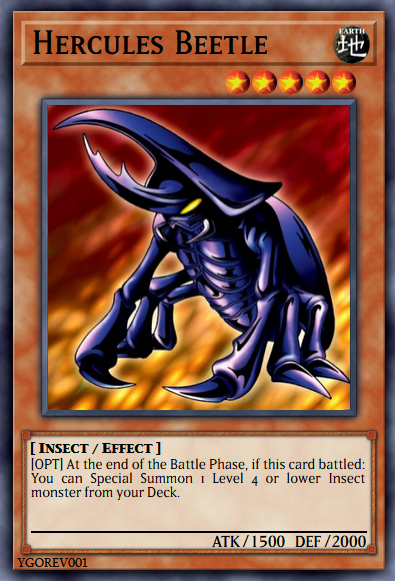 Hercules Beetle
EARTH
地
[ Insect / Effect ]
[OPT] At the end of the Battle Phase, if this card battled:
You can Special Summon 1 Level 4 or lower Insect
monster from your Deck.
ATK / 1500 DEF / 2000
YGOREV001